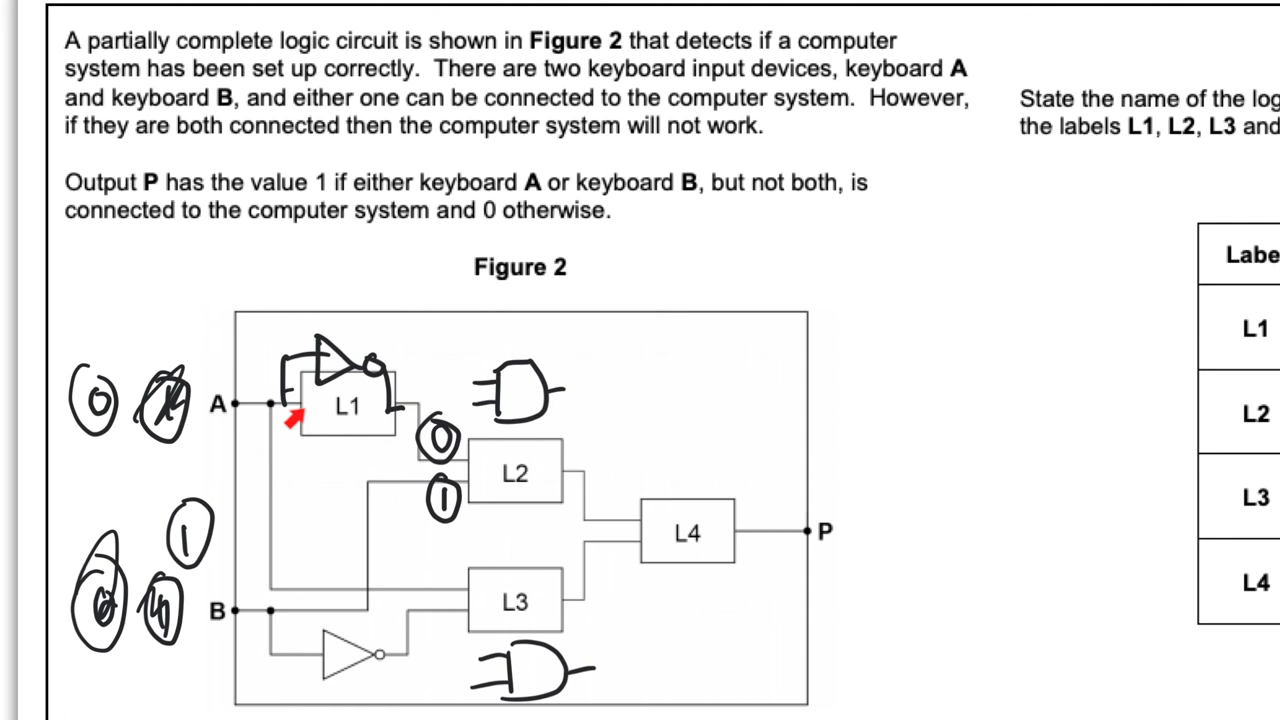 A partially complete logic circuit is shown in Figure 2 that detects if a computer
system has been set up correctly. There are two keyboard input devices, keyboard A
and keyboard B, and either one can be connected to the computer system. However,
if they are both connected then the computer system will not work.
State the name of the log
the labels L1, L2, L3 and
Output P has the value 1 if either keyboard A or keyboard B, but not both, is
connected to the computer system and 0 otherwise.
Figure 2
Labe
L1
L2
L3
L4
0
A
L1
0
1
L2
L4
P
1
B
L3